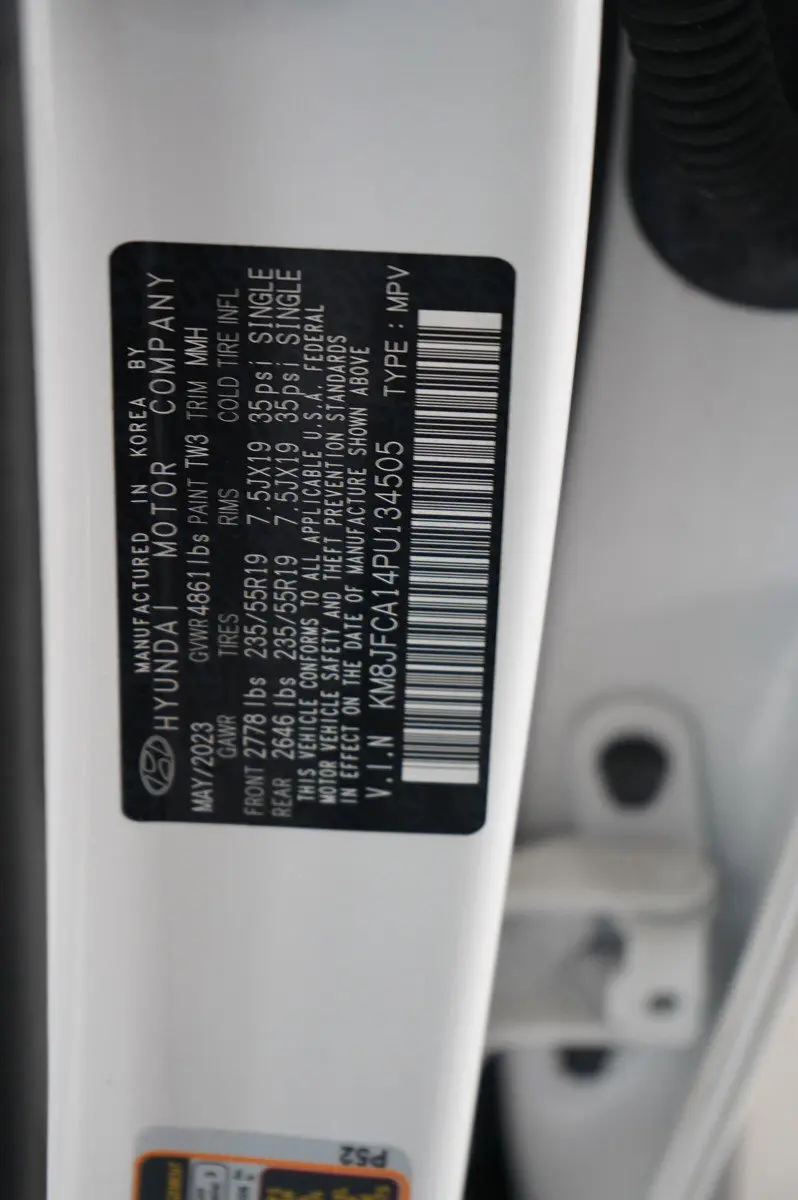 MANUFACTURED IN KOREA BY
HYUNDAI MOTOR COMPANY
MAY/2023 GVWR 4861lbs PAINT TW3 TRIM MMH
GAWR TIRES RIMS COLD TIRE INFL
FRONT 2778 lbs 235/55R19 7.5JX19 35psi SINGLE
REAR 2646 lbs 235/55R19 7.5JX19 35psi SINGLE
THIS VEHICLE CONFORMS TO ALL APPLICABLE U.S.A. FEDERAL
MOTOR VEHICLE SAFETY AND THEFT PREVENTION STANDARDS
IN EFFECT ON THE DATE OF MANUFACTURE SHOWN ABOVE
V.I.N KM8JFCA14PU134505 TYPE : MPV
P52